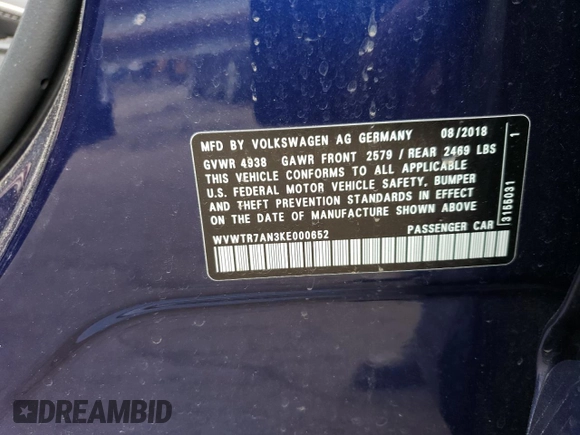 MFD BY VOLKSWAGEN AG GERMANY 08/2018
GVWR 4938 GAWR FRONT 2579 / REAR 2469 LBS
THIS VEHICLE CONFORMS TO ALL APPLICABLE
U.S. FEDERAL MOTOR VEHICLE SAFETY, BUMPER
AND THEFT PREVENTION STANDARDS IN EFFECT
ON THE DATE OF MANUFACTURE SHOWN ABOVE
WVWTR7AN3KE000652 PASSENGER CAR
3165031 1
DREAMBID